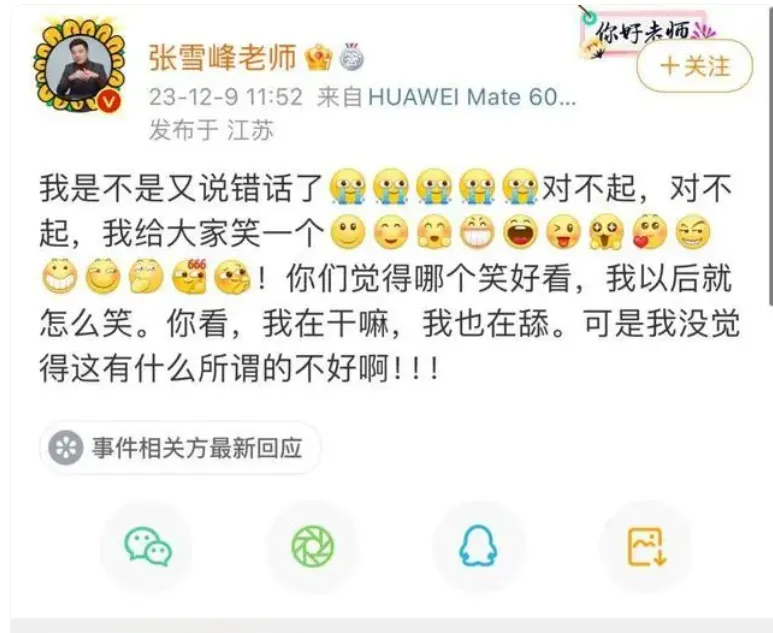 张雪峰老师
你好老师
+关注
23-12-9 11:52 来自HUAWEI Mate 60...
发布于 江苏
我是不是又说错话了😭😭😭😭😭对不起，对不
起，我给大家笑一个
666
！你们觉得哪个笑好看，我以后就
怎么笑。你看，我在干嘛，我也在舔。可是我没觉
得这有什么所谓的不好啊！！！
事件相关方最新回应